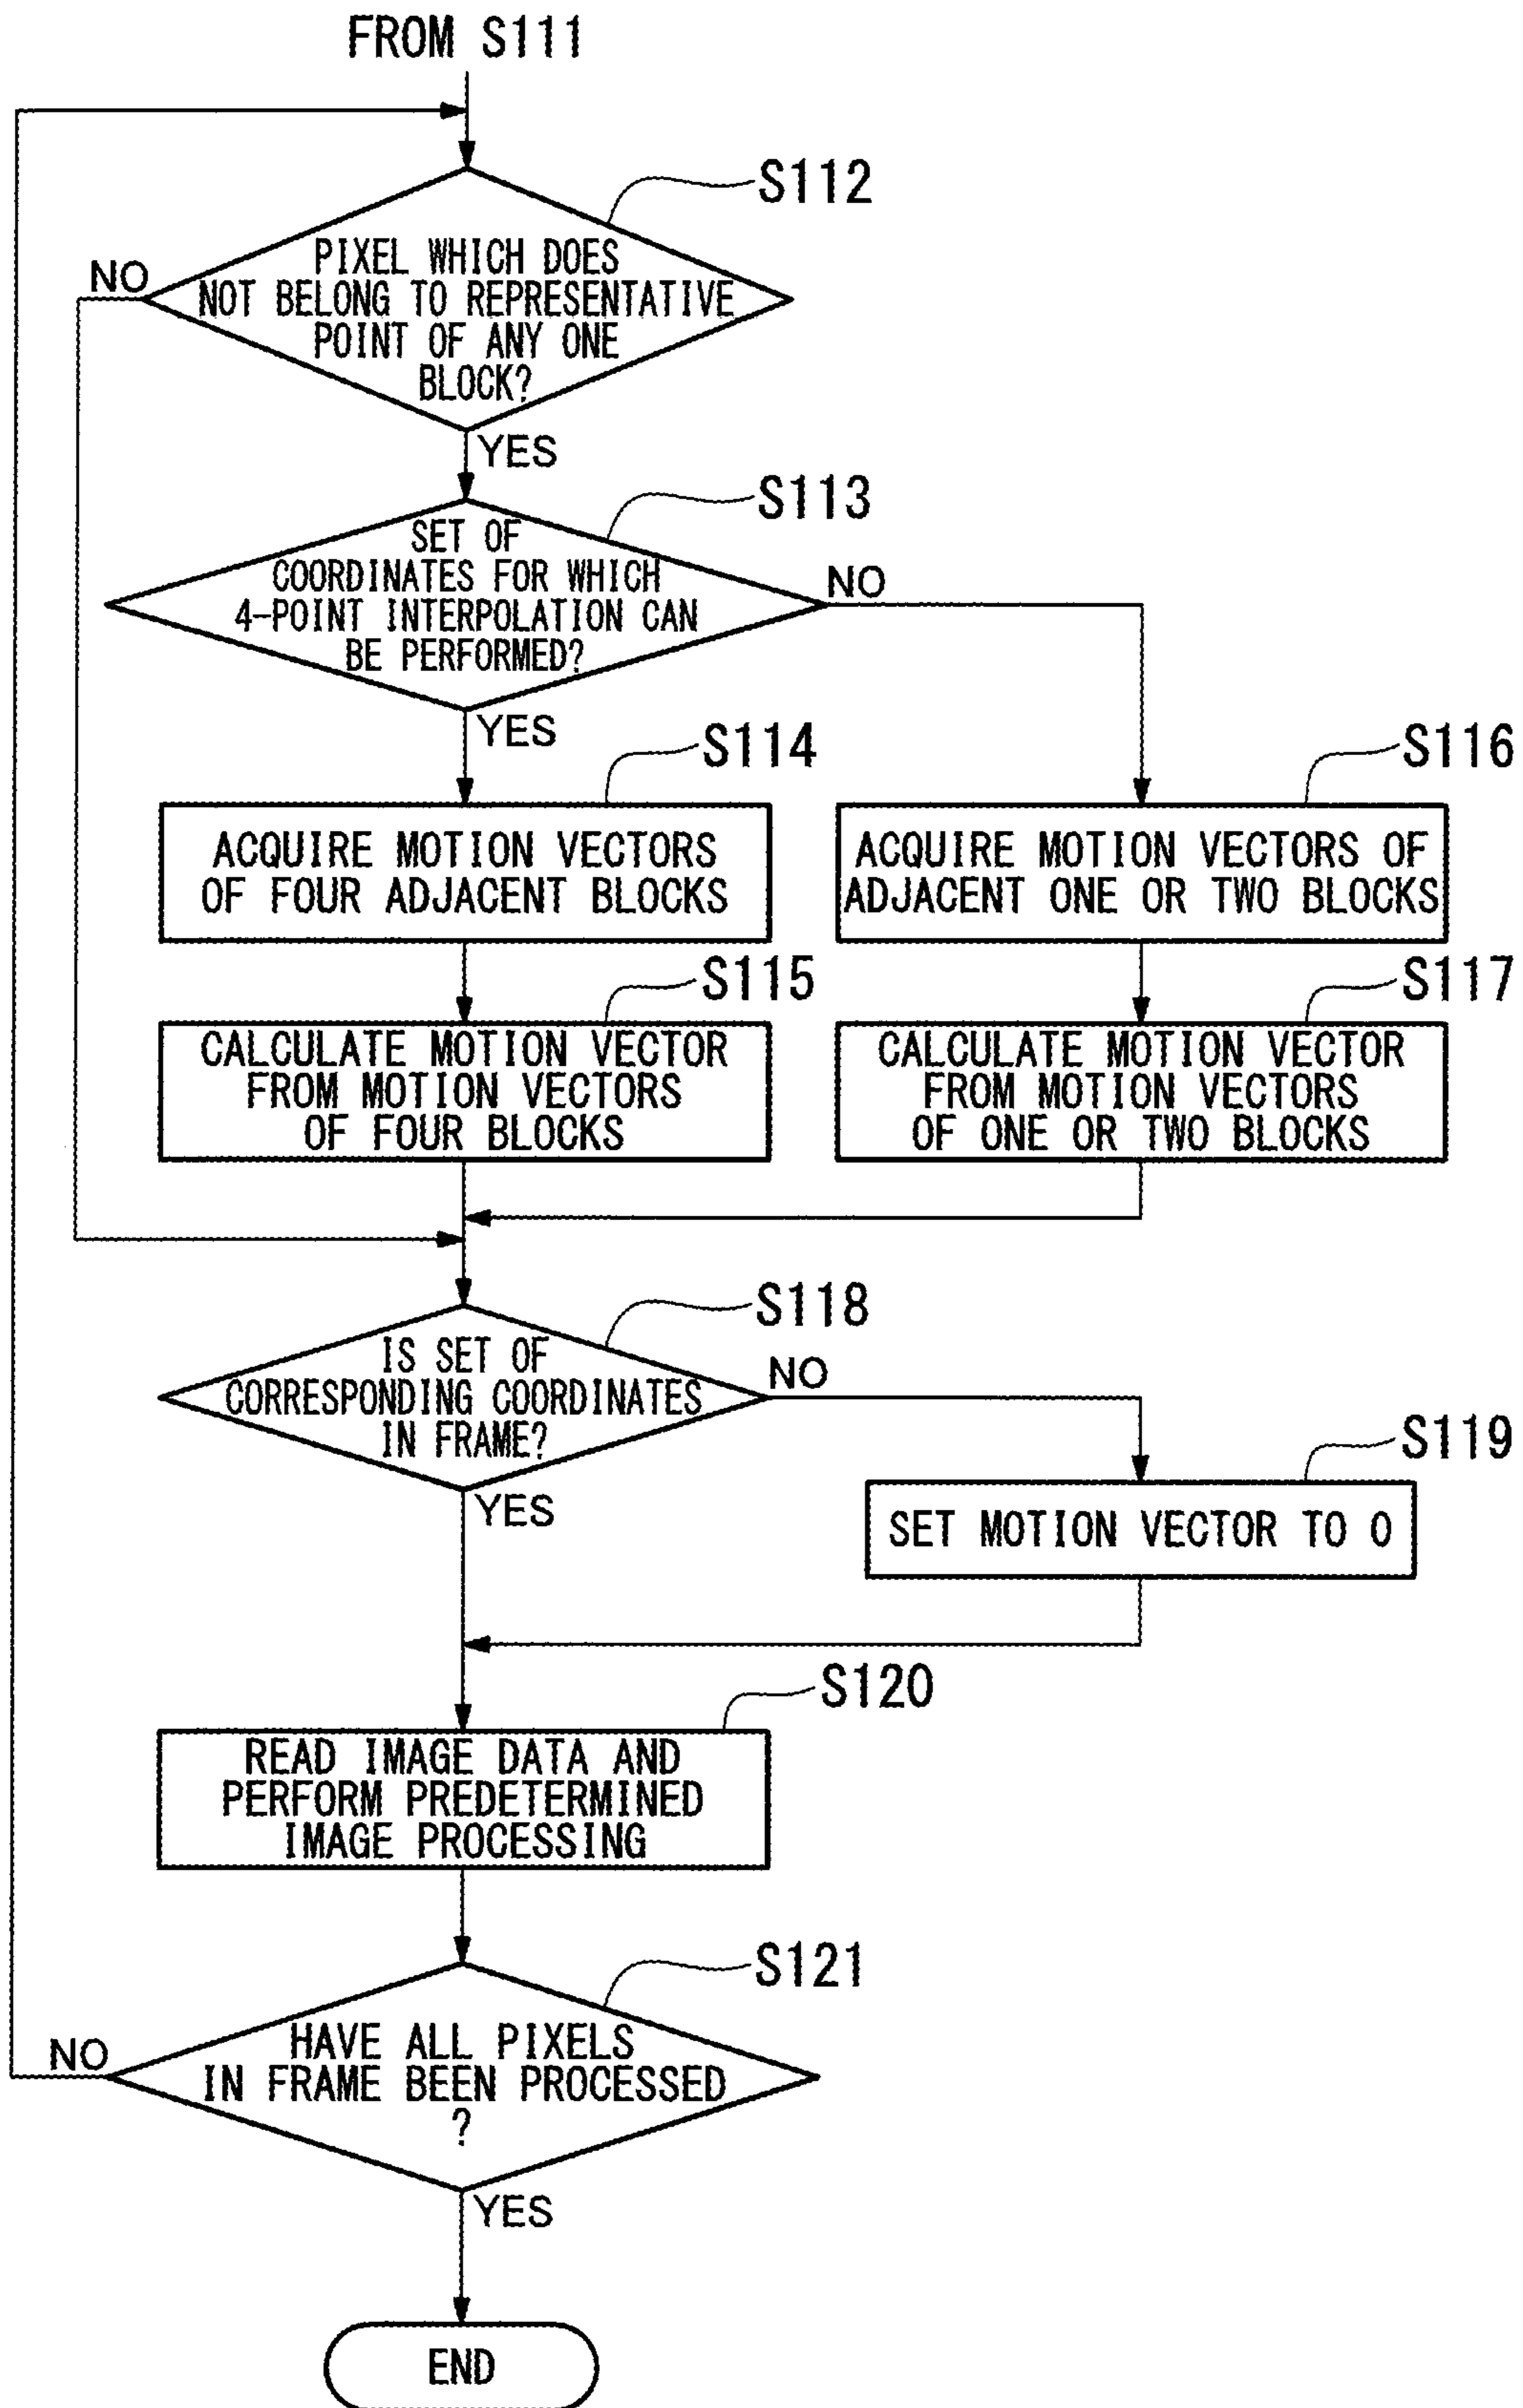 FROM S111
S112
PIXEL WHICH DOES
NOT BELONG TO REPRESENTATIVE
POINT OF ANY ONE
BLOCK?
NO
YES
S113
SET OF
COORDINATES FOR WHICH
4-POINT INTERPOLATION CAN
BE PERFORMED?
NO
YES
S114
ACQUIRE MOTION VECTORS
OF FOUR ADJACENT BLOCKS
S116
ACQUIRE MOTION VECTORS OF
ADJACENT ONE OR TWO BLOCKS
S115
CALCULATE MOTION VECTOR
FROM MOTION VECTORS
OF FOUR BLOCKS
S117
CALCULATE MOTION VECTOR
FROM MOTION VECTORS
OF ONE OR TWO BLOCKS
S118
IS SET OF
CORRESPONDING COORDINATES
IN FRAME?
NO
YES
S119
SET MOTION VECTOR TO 0
S120
READ IMAGE DATA AND
PERFORM PREDETERMINED
IMAGE PROCESSING
S121
HAVE ALL PIXELS
IN FRAME BEEN PROCESSED
?
NO
YES
END